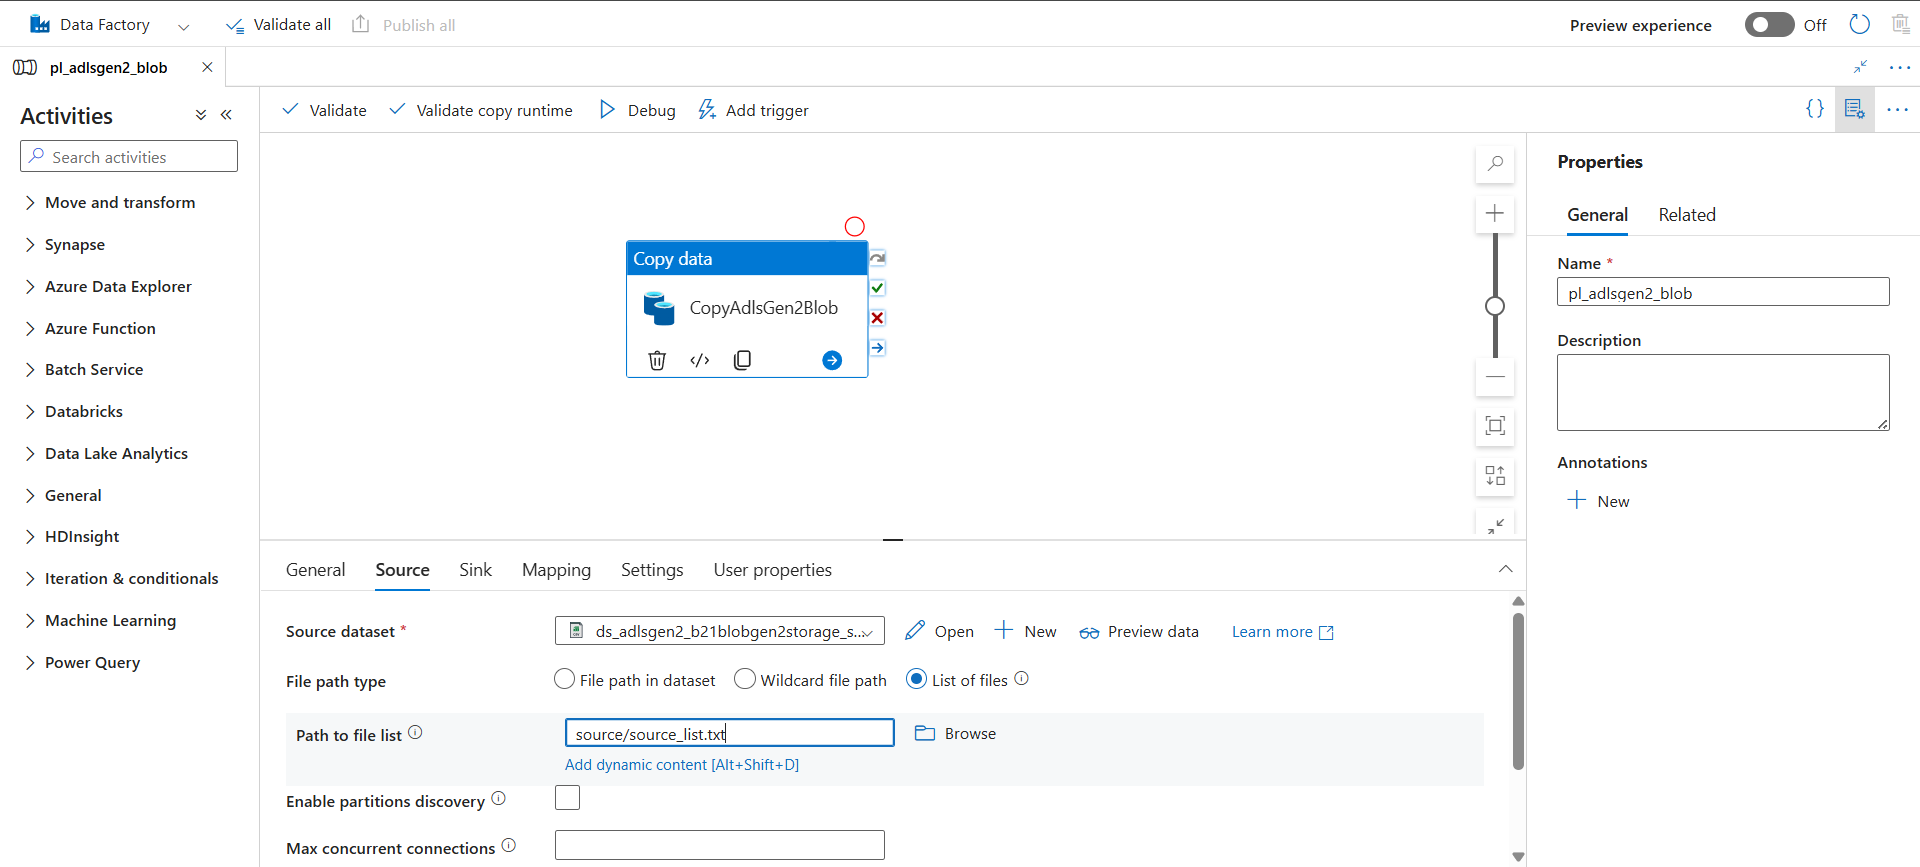 Data Factory
Validate all
Publish all
Preview experience
Off
pl_adlsgen2_blob
Activities
Search activities
Move and transform
Synapse
Azure Data Explorer
Azure Function
Batch Service
Databricks
Data Lake Analytics
General
HDInsight
Iteration & conditionals
Machine Learning
Power Query
Validate
Validate copy runtime
Debug
Add trigger
Copy data
CopyAdlsGen2Blob
General
Source
Sink
Mapping
Settings
User properties
Source dataset *
ds_adlsgen2_b21blobgen2storage_s...
Open
New
Preview data
Learn more
File path type
File path in dataset
Wildcard file path
List of files
Path to file list
source/source_list.txt
Browse
Add dynamic content [Alt+Shift+D]
Enable partitions discovery
Max concurrent connections
Properties
General
Related
Name *
pl_adlsgen2_blob
Description
Annotations
New